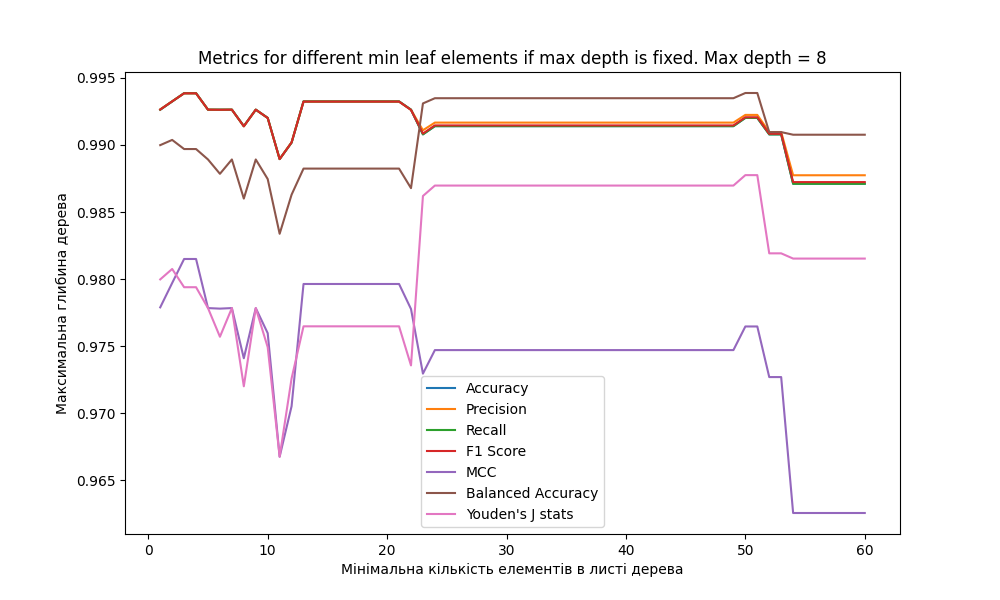 Metrics for different min leaf elements if max depth is fixed. Max depth = 8
Максимальна глибина дерева
0.995
0.990
0.985
0.980
0.975
0.970
0.965
Accuracy
Precision
Recall
F1 Score
MCC
Balanced Accuracy
Youden's J stats
0 10 20 30 40 50 60
Мінімальна кількість елементів в листі дерева